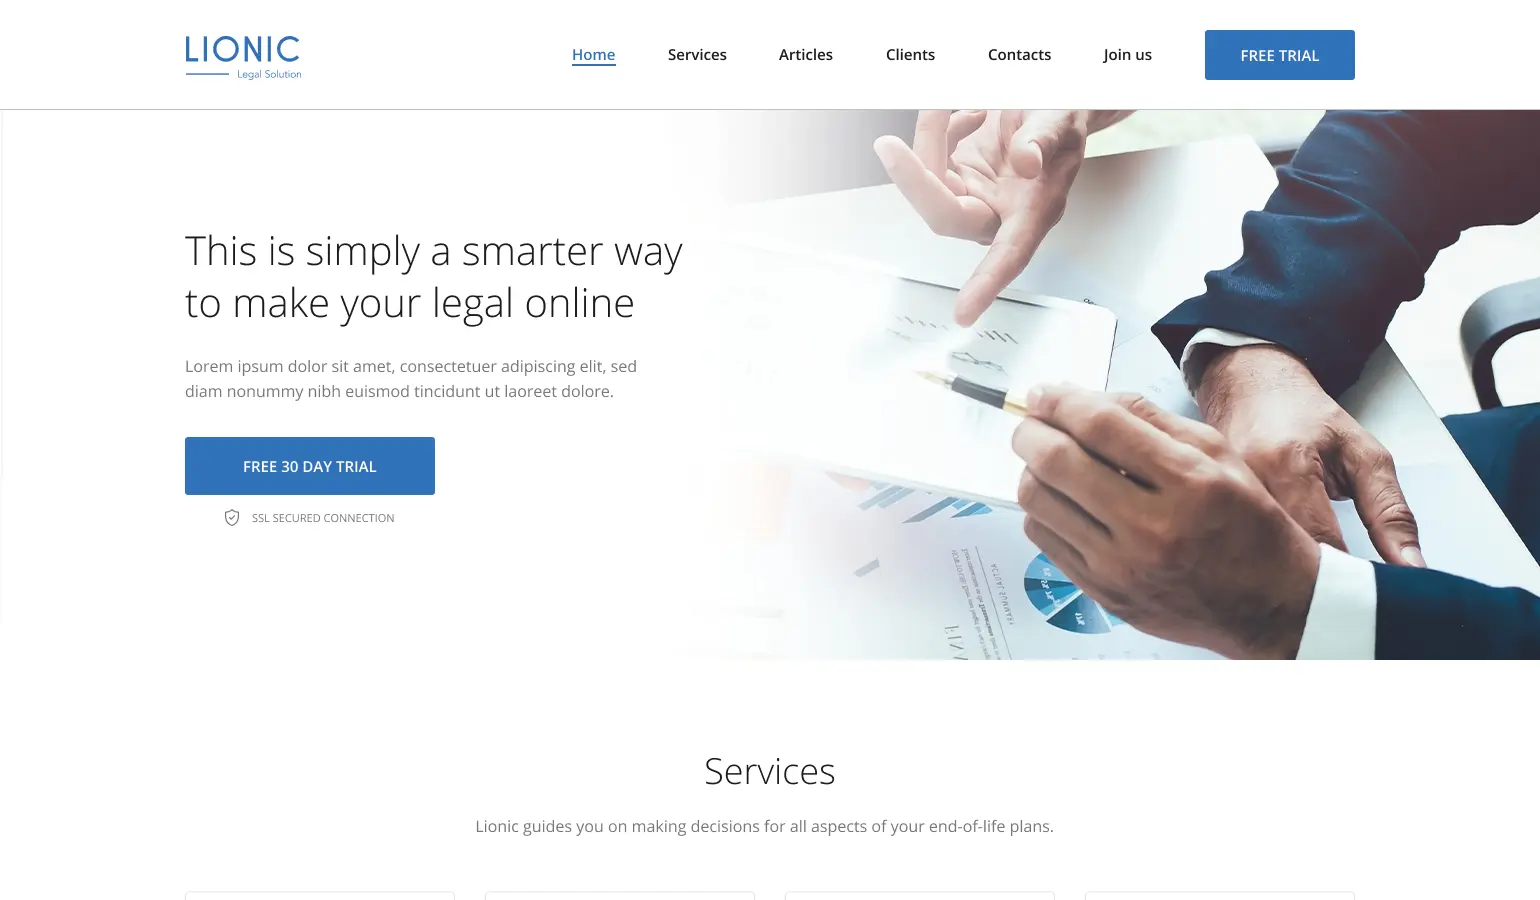 LIONIC
Legal Solution
Home
Services
Articles
Clients
Contacts
Join us
FREE TRIAL
This is simply a smarter way
to make your legal online
Lorem ipsum dolor sit amet, consectetuer adipiscing elit, sed
diam nonummy nibh euismod tincidunt ut laoreet dolore.
FREE 30 DAY TRIAL
SSL SECURED CONNECTION
Services
Lionic guides you on making decisions for all aspects of your end-of-life plans.